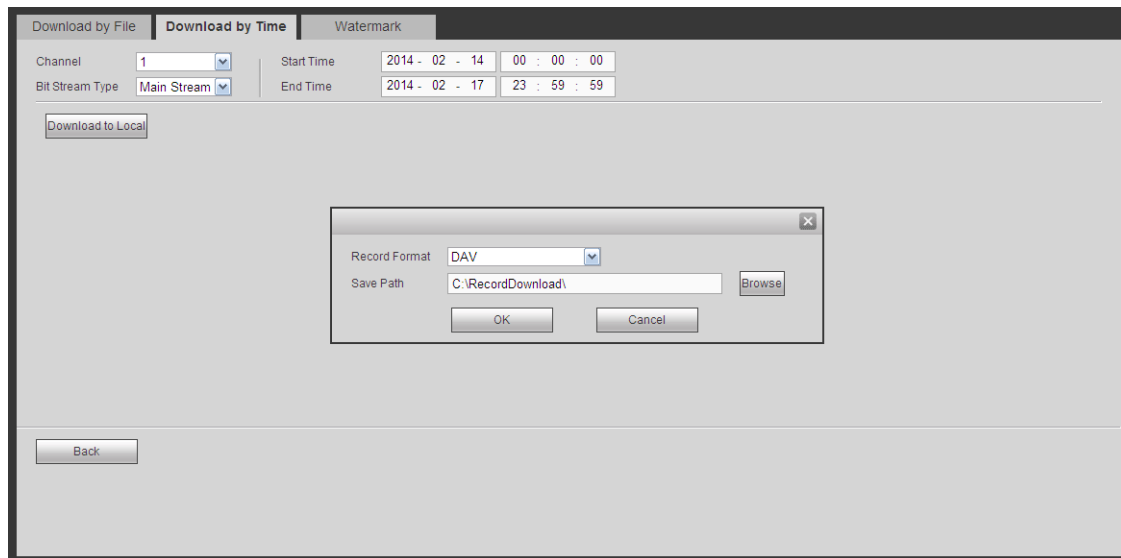 Download by File Download by Time Watermark
Channel 1 Start Time 2014 - 02 - 14 00 : 00 : 00
Bit Stream Type Main Stream End Time 2014 - 02 - 17 23 : 59 : 59
Download to Local
Record Format DAV
Save Path C:\RecordDownload\ Browse
OK Cancel
Back